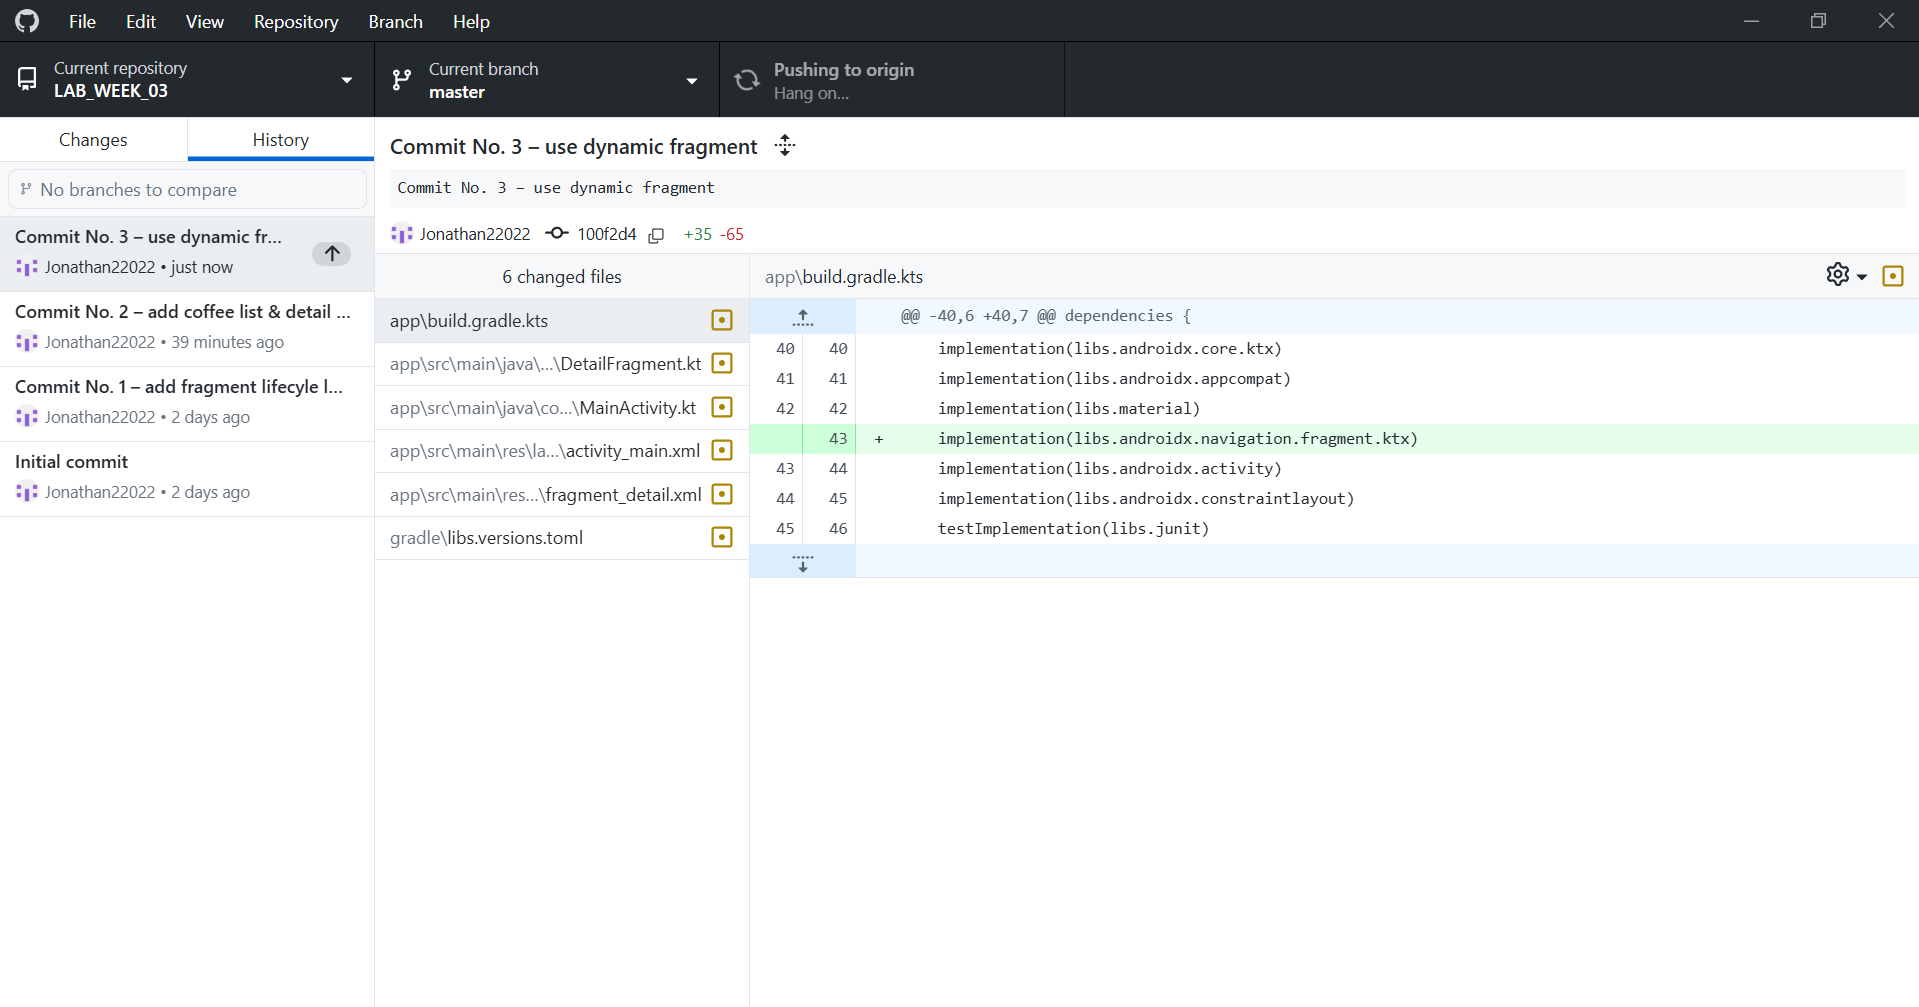 File Edit View Repository Branch Help
Current repository
LAB_WEEK_03
Current branch
master
Pushing to origin
Hang on...
Changes
History
No branches to compare
Commit No. 3 – use dynamic fr...
Jonathan22022 • just now
Commit No. 2 – add coffee list & detail ...
Jonathan22022 • 39 minutes ago
Commit No. 1 – add fragment lifecyle l...
Jonathan22022 • 2 days ago
Initial commit
Jonathan22022 • 2 days ago
Commit No. 3 – use dynamic fragment
Commit No. 3 – use dynamic fragment
Jonathan22022 100f2d4 +35 -65
6 changed files
app\build.gradle.kts
app\src\main\java\...\DetailFragment.kt
app\src\main\java\co...\MainActivity.kt
app\src\main\res\la...\activity_main.xml
app\src\main\res...\fragment_detail.xml
gradle\libs.versions.toml
app\build.gradle.kts
@@ -40,6 +40,7 @@ dependencies {
40 40 implementation(libs.androidx.core.ktx)
41 41 implementation(libs.androidx.appcompat)
42 42 implementation(libs.material)
43 + implementation(libs.androidx.navigation.fragment.ktx)
43 44 implementation(libs.androidx.activity)
44 45 implementation(libs.androidx.constraintlayout)
45 46 testImplementation(libs.junit)